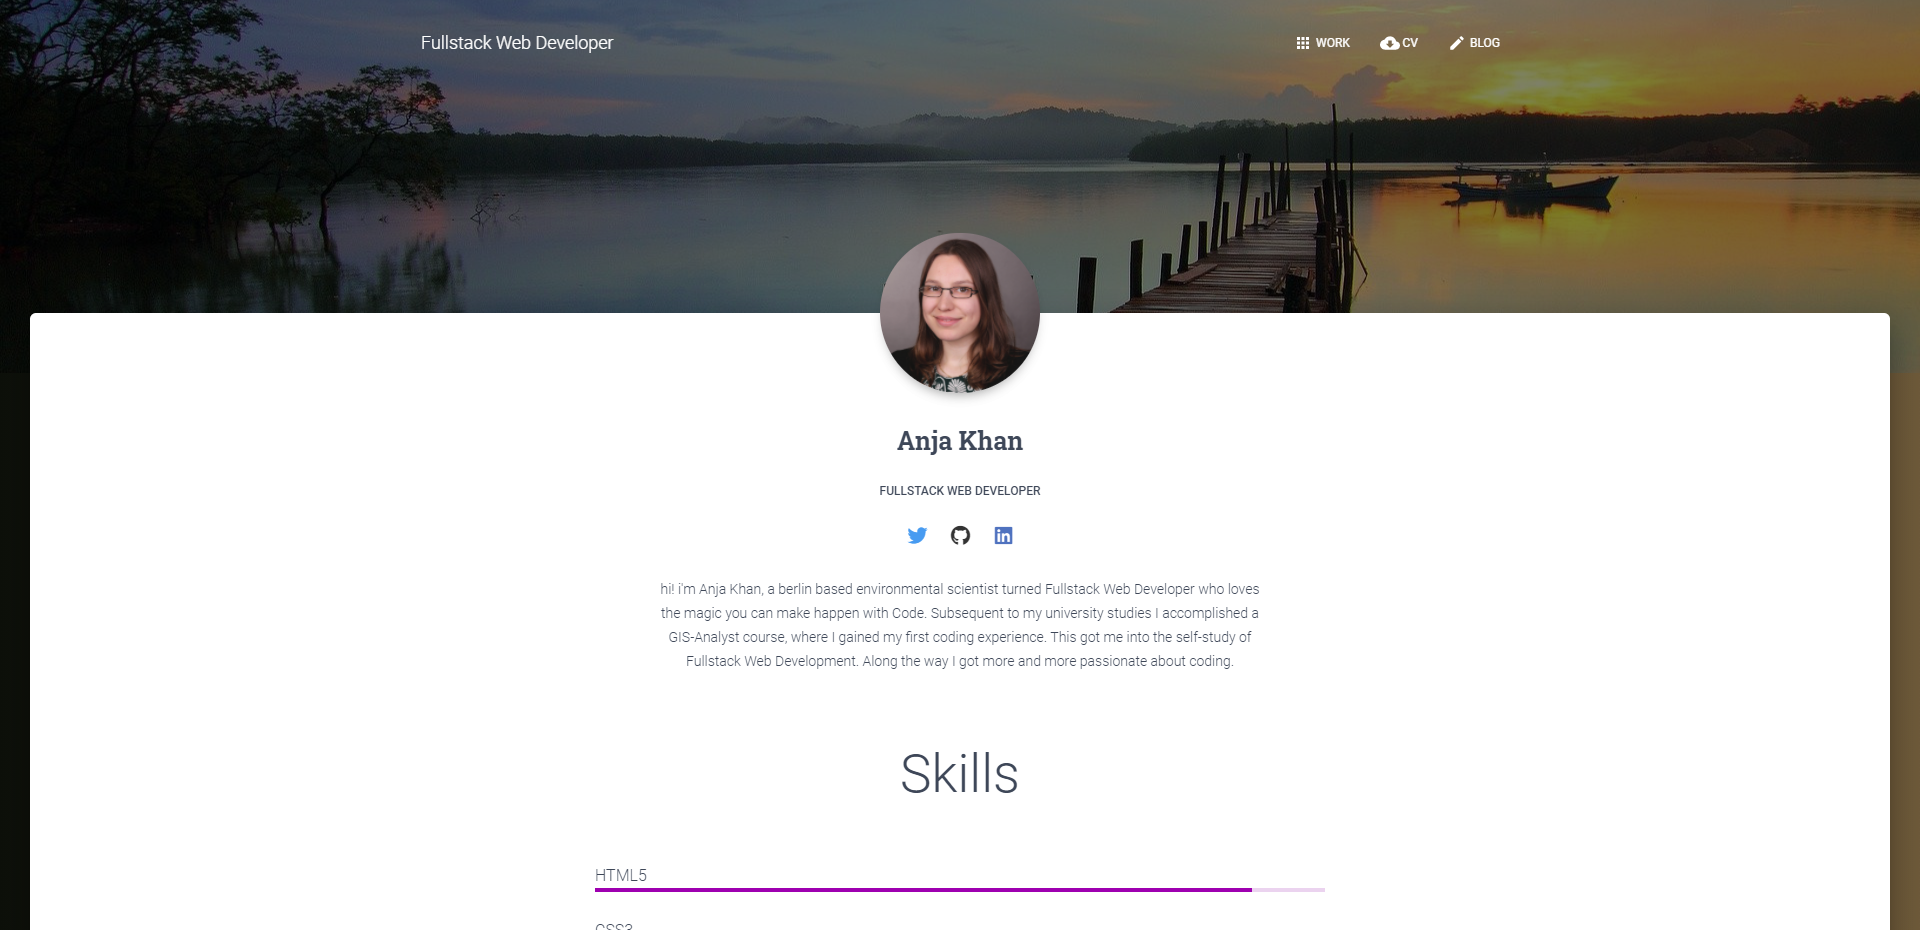 Fullstack Web Developer
WORK
CV
BLOG
Anja Khan
FULLSTACK WEB DEVELOPER
hi! i'm Anja Khan, a berlin based environmental scientist turned Fullstack Web Developer who loves
the magic you can make happen with Code. Subsequent to my university studies I accomplished a
GIS-Analyst course, where I gained my first coding experience. This got me into the self-study of
Fullstack Web Development. Along the way I got more and more passionate about coding.
Skills
HTML5
CSS3